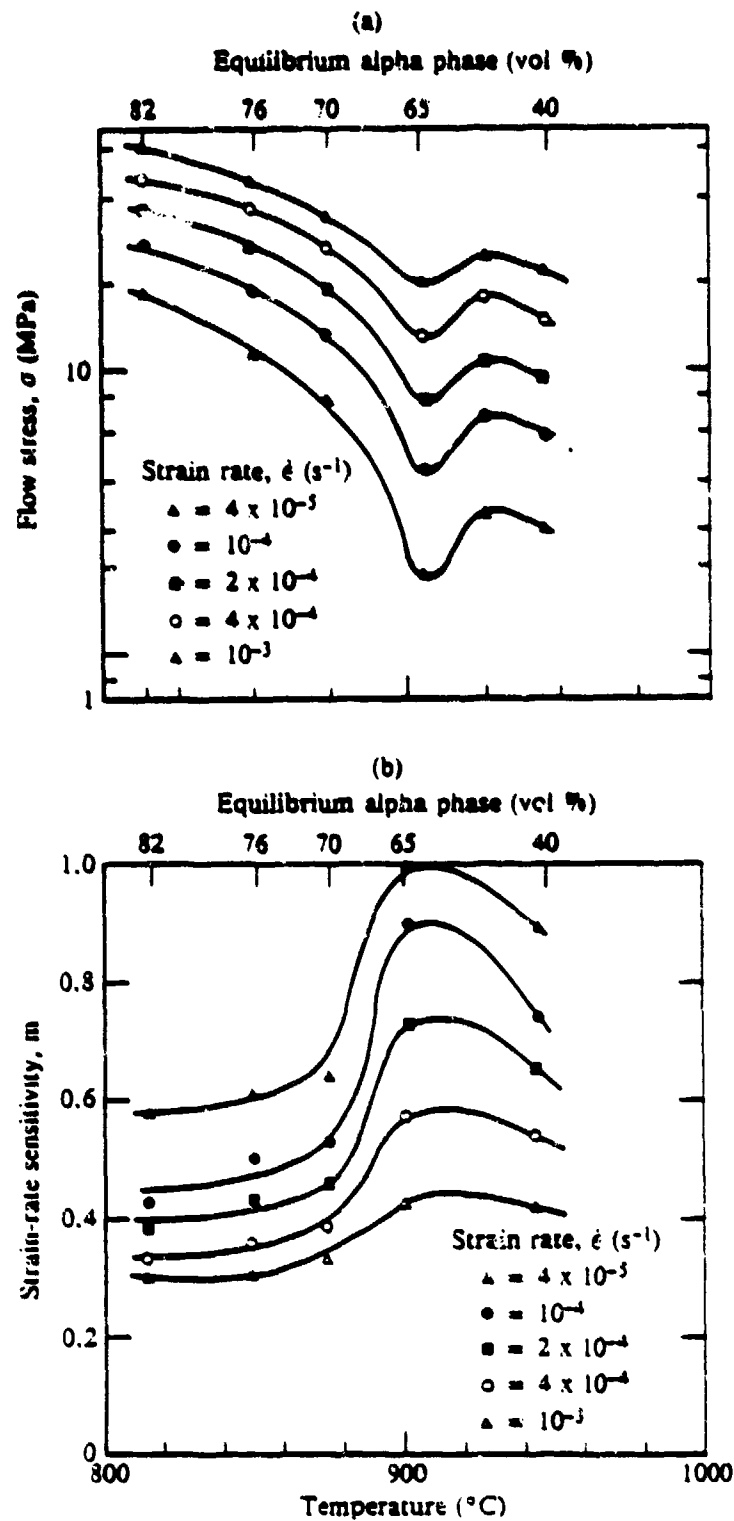 (a)
Equilibrium alpha phase (vol %)
82 76 70 65 40
Flow stress, σ (MPa)
10
1
Strain rate, ė (s⁻¹)
▲ = 4 x 10⁻⁵
● = 10⁻⁴
■ = 2 x 10⁻⁴
○ = 4 x 10⁻⁴
▲ = 10⁻³
(b)
Equilibrium alpha phase (vol %)
82 76 70 65 40
Strain-rate sensitivity, m
1.0
0.8
0.6
0.4
0.2
0
Strain rate, ė (s⁻¹)
▲ = 4 x 10⁻⁵
● = 10⁻⁴
■ = 2 x 10⁻⁴
○ = 4 x 10⁻⁴
▲ = 10⁻³
800 900 1000
Temperature (°C)